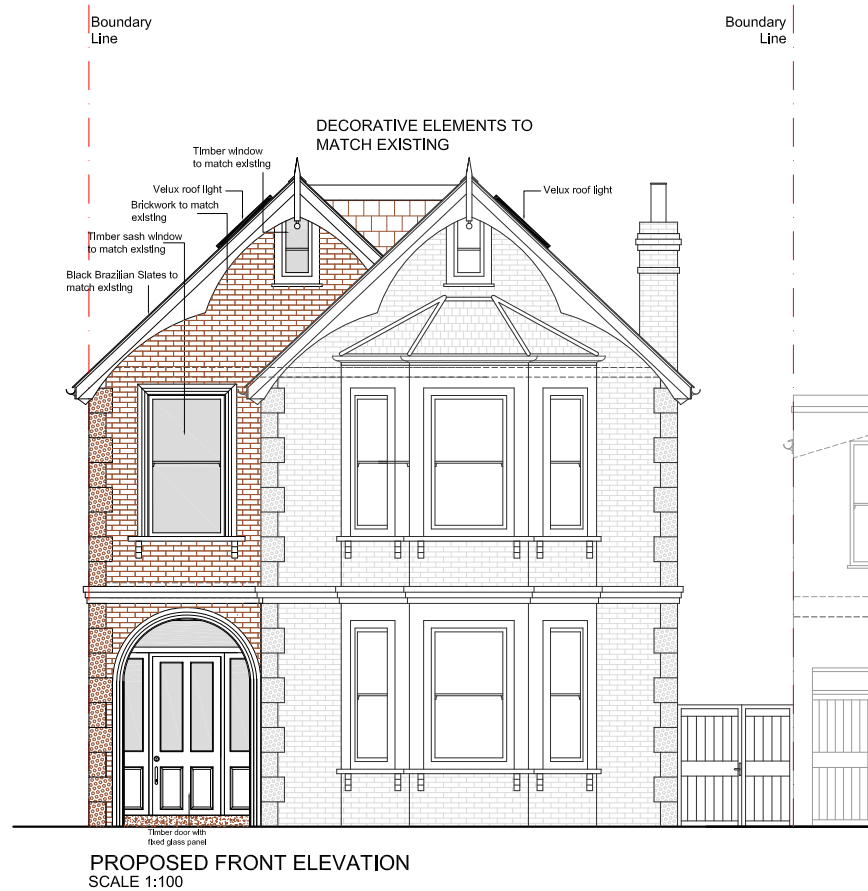 Boundary
Line
Boundary
Line
DECORATIVE ELEMENTS TO
MATCH EXISTING
Timber window
to match existing
Velux roof light
Velux roof light
Brickwork to match
existing
Timber sash window
to match existing
Black Brazilian Slates to
match existing
Timber door with
fixed glass panel
PROPOSED FRONT ELEVATION
SCALE 1:100